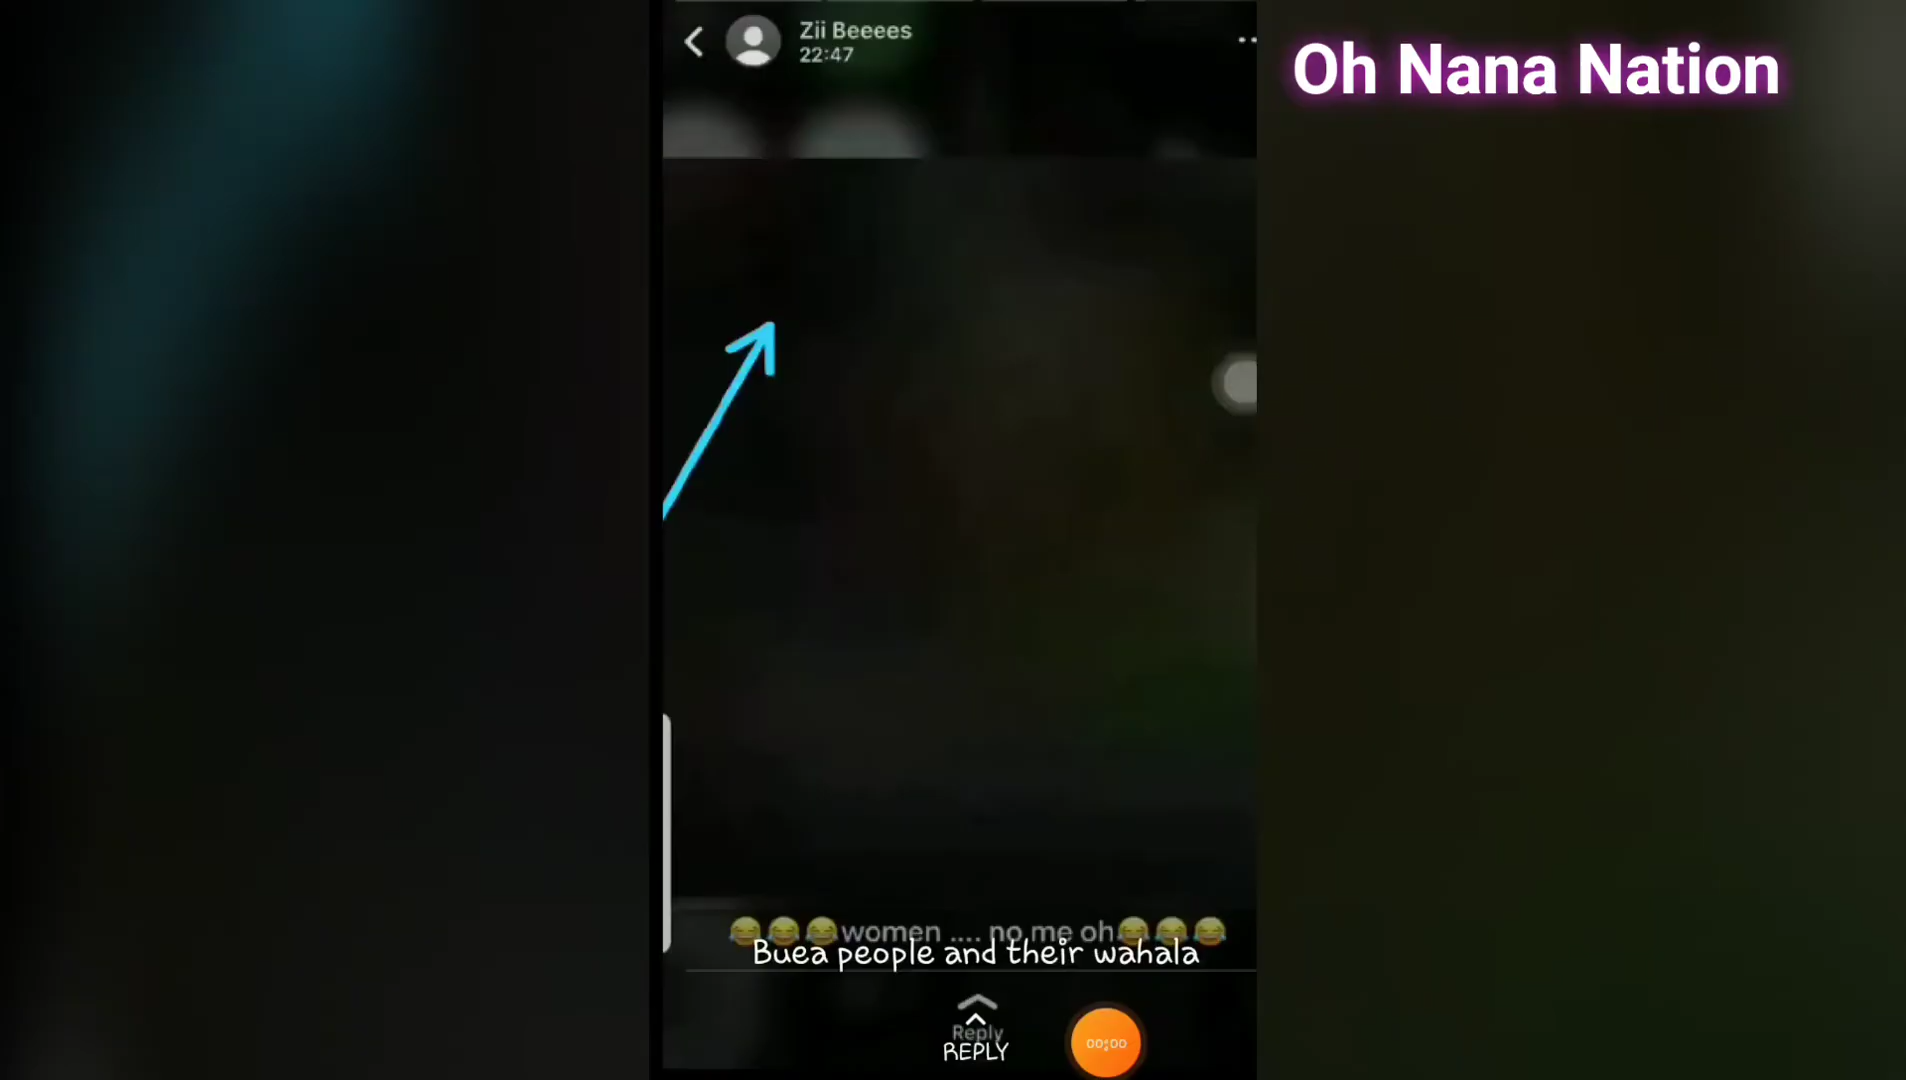 Zii Beeees
22:47
Oh Nana Nation
😂😂😂women .... no me oh😂😂😂
Buea people and their wahala
Reply
REPLY
00:00